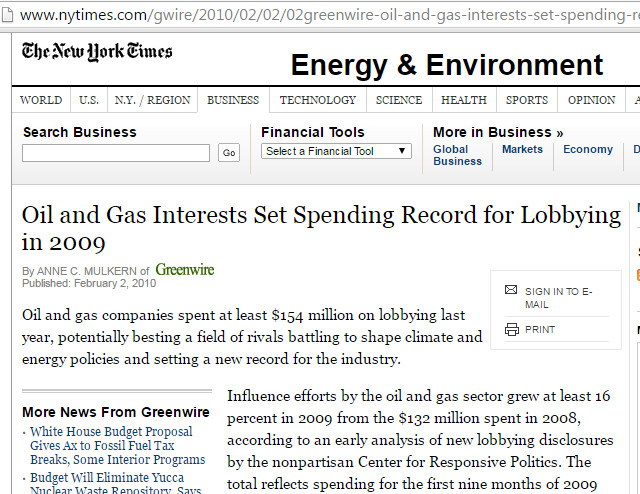 www.nytimes.com/gwire/2010/02/02/02greenwire-oil-and-gas-interests-set-spending-r
The New York Times
Energy & Environment
WORLD U.S. N.Y. / REGION BUSINESS TECHNOLOGY SCIENCE HEALTH SPORTS OPINION
Search Business
Go
Financial Tools
Select a Financial Tool
More in Business »
Global
Business
Markets
Economy
Oil and Gas Interests Set Spending Record for Lobbying
in 2009
By ANNE C. MULKERN of Greenwire
Published: February 2, 2010
SIGN IN TO E-
MAIL
PRINT
Oil and gas companies spent at least $154 million on lobbying last
year, potentially besting a field of rivals battling to shape climate and
energy policies and setting a new record for the industry.
More News From Greenwire
· White House Budget Proposal
Gives Ax to Fossil Fuel Tax
Breaks, Some Interior Programs
· Budget Will Eliminate Yucca
Nuclear Waste Repository, Says
Influence efforts by the oil and gas sector grew at least 16
percent in 2009 from the $132 million spent in 2008,
according to an early analysis of new lobbying disclosures
by the nonpartisan Center for Responsive Politics. The
total reflects spending for the first nine months of 2009